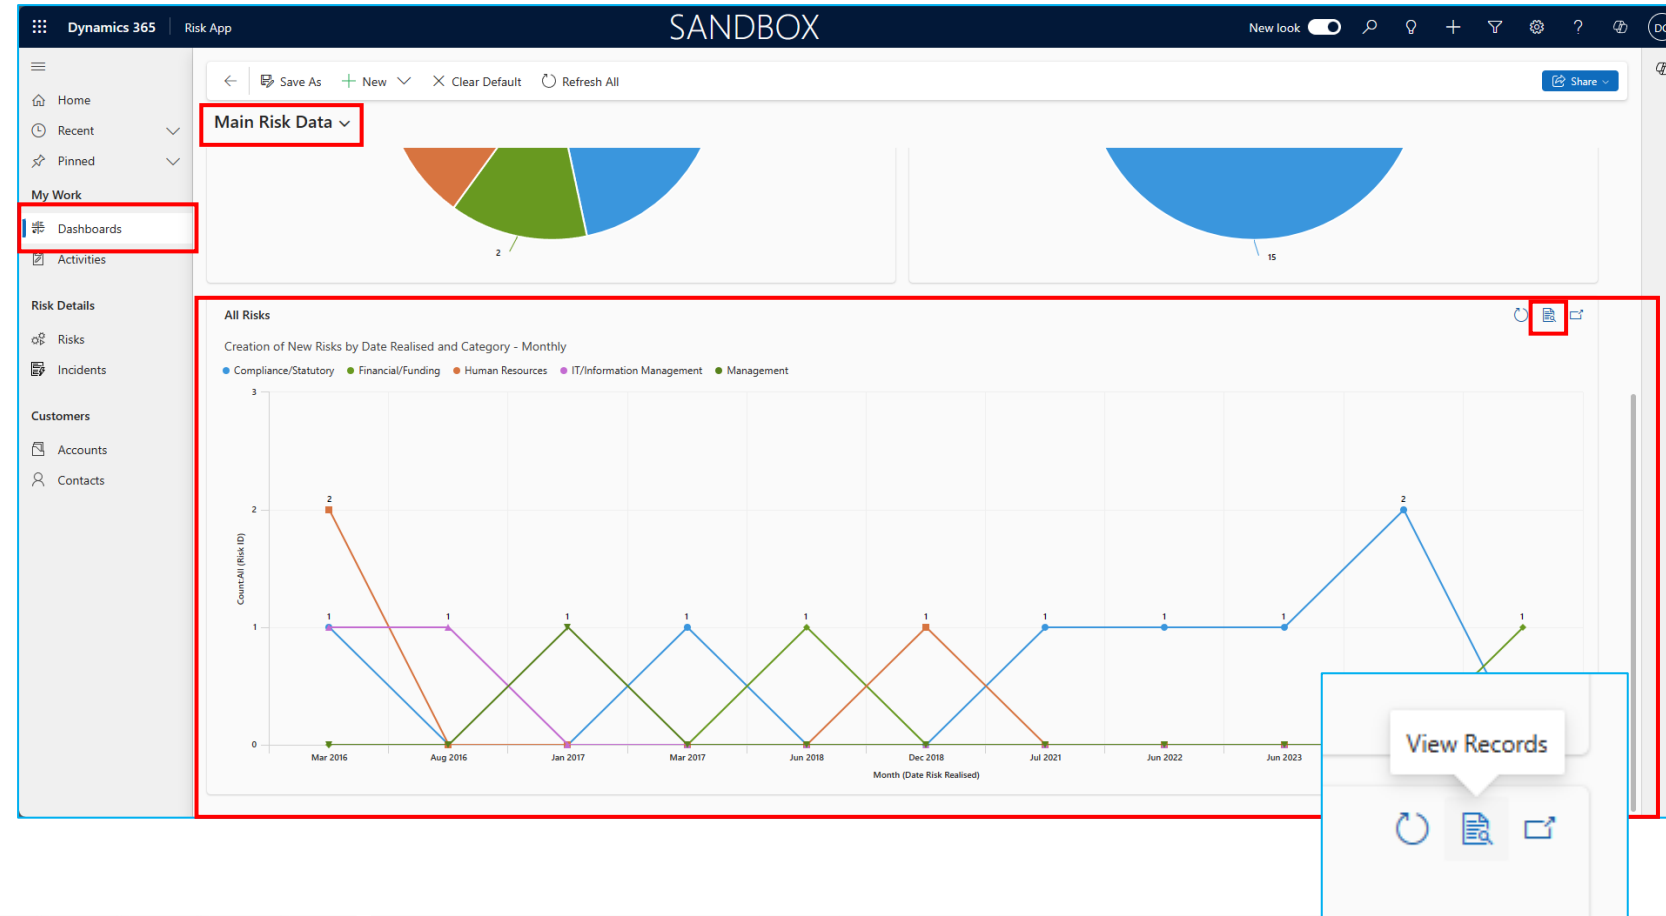 Dynamics 365
Risk App
SANDBOX
New look
Save As
New
Clear Default
Refresh All
Share
Home
Recent
Pinned
My Work
Dashboards
Activities
Risk Details
Risks
Incidents
Customers
Accounts
Contacts
Main Risk Data
2
15
All Risks
Creation of New Risks by Date Realised and Category - Monthly
Compliance/Statutory Financial/Funding Human Resources IT/Information Management Management
3
2
1
0
Count:All (Risk ID)
2 2
1 1 1 1 1 1 1 1 1 1
Mar 2016 Aug 2016 Jan 2017 Mar 2017 Jun 2018 Dec 2018 Jul 2021 Jun 2022 Jun 2023
Month (Date Risk Realised)
View Records